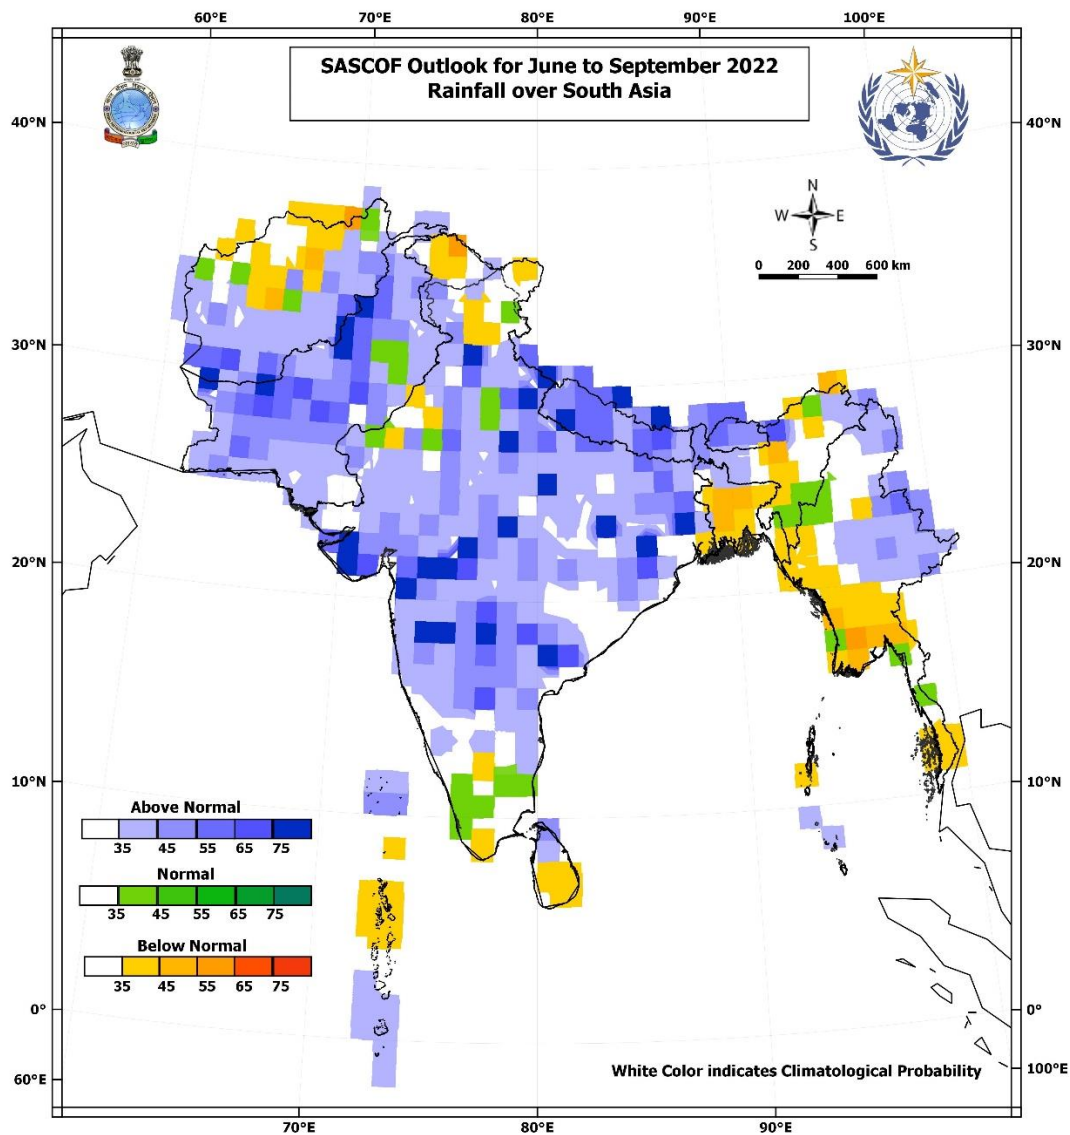 60°E 70°E 80°E 90°E 100°E
SASCOF Outlook for June to September 2022
Rainfall over South Asia
40°N 40°N
N
W E
S
0 200 400 600 km
30°N 30°N
20°N 20°N
10°N 10°N
Above Normal
35 45 55 65 75
Normal
35 45 55 65 75
Below Normal
35 45 55 65 75
0° 0°
White Color indicates Climatological Probability
60°E 100°E
70°E 80°E 90°E